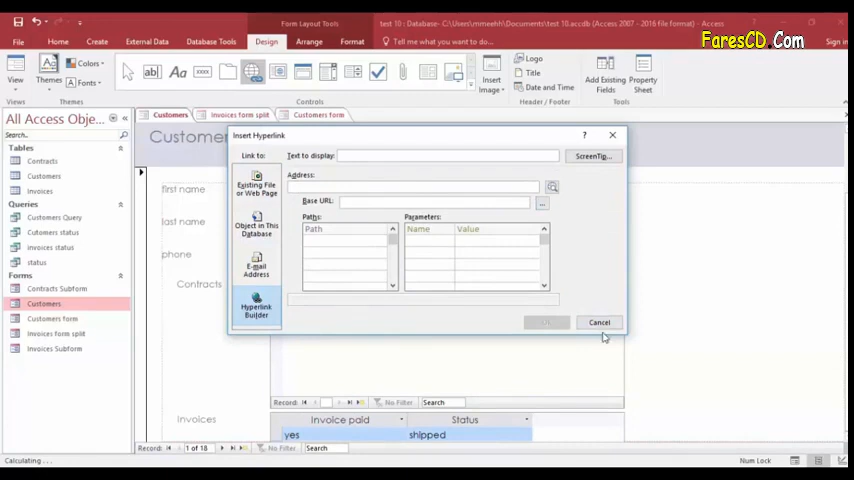 Form Layout Tools
test 10 : Database- C:\Users\mmeehh\Documents\test 10.accdb (Access 2007 - 2016 file format) - Access
FaresCD.Com
File Home Create External Data Database Tools Design Arrange Format Tell me what you want to do... Sign in
View
Themes
Colors
Fonts
Insert Image
Logo
Title
Date and Time
Add Existing Fields
Property Sheet
Views Themes Controls Header / Footer Tools
All Access Obje...
Search...
Tables
Contracts
Customers
Invoices
Queries
Customers Query
Cutomers status
invoices status
status
Forms
Contracts Subform
Customers
Customers form
Invoices form split
Invoices Subform
Customers Invoices form split Customers form
Customer
first name
last name
phone
Contracts
Insert Hyperlink
?
Link to:
Text to display:
ScreenTip...
Existing File or Web Page
Object in This Database
E-mail Address
Hyperlink Builder
Address:
Base URL:
...
Paths: Parameters:
Path Name Value
Cancel
Record: No Filter Search
Invoices
Invoice paid Status
yes shipped
Record: 1 of 18 No Filter Search
Calculating . . .
Num Lock